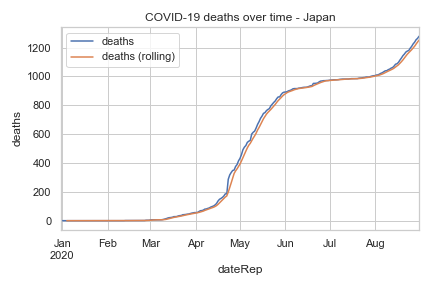 COVID-19 deaths over time - Japan
deaths
deaths (rolling)
deaths
1200
1000
800
600
400
200
0
Jan Feb Mar Apr May Jun Jul Aug
2020
dateRep